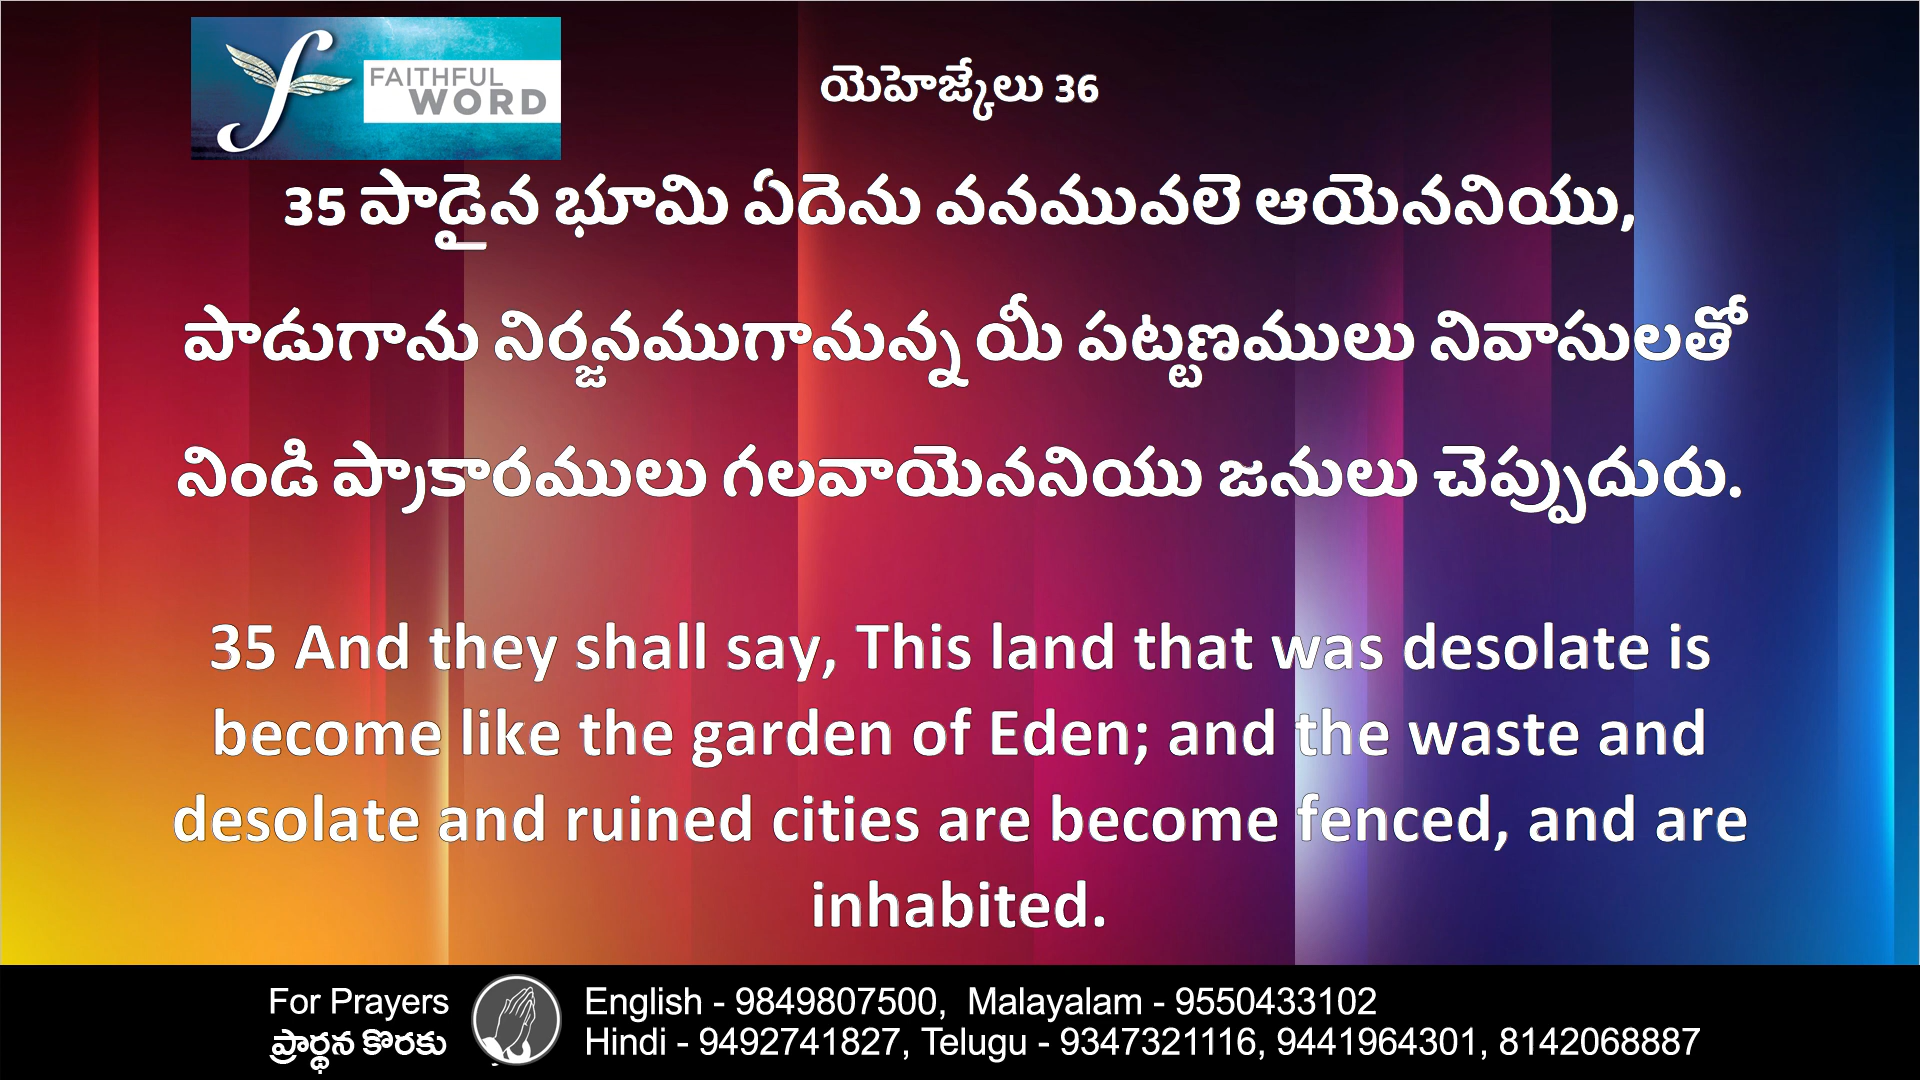 FAITHFUL
WORD
యెహెజ్కేలు 36
35 పాడైన భూమి ఏదెను వనమువలె ఆయెననియు,
పాడుగాను నిర్జనముగానునున్న యీ పట్టణములు నివాసులతో
నిండి ప్రాకారములు గలవాయెననియు జనులు చెప్పుదురు.
35 And they shall say, This land that was desolate is
become like the garden of Eden; and the waste and
desolate and ruined cities are become fenced, and are
inhabited.
For Prayers
ప్రార్థన కొరకు
English - 9849807500, Malayalam - 9550433102
Hindi - 9492741827, Telugu - 9347321116, 9441964301, 8142068887